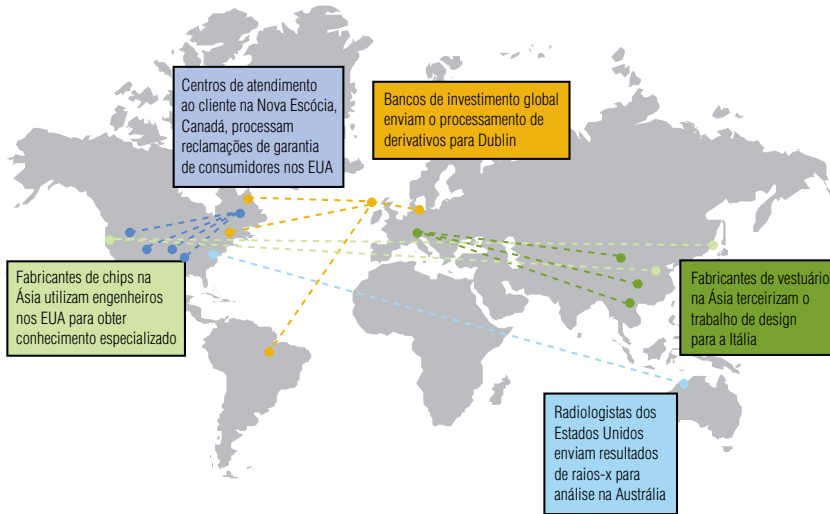 Centros de atendimento
ao cliente na Nova Escócia,
Canadá, processam
reclamações de garantia
de consumidores nos EUA
Bancos de investimento global
enviam o processamento de
derivativos para Dublin
Fabricantes de chips na
Ásia utilizam engenheiros
nos EUA para obter
conhecimento especializado
Fabricantes de vestuário
na Ásia terceirizam o
trabalho de design
para a Itália
Radiologistas dos
Estados Unidos
enviam resultados
de raios-x para
análise na Austrália